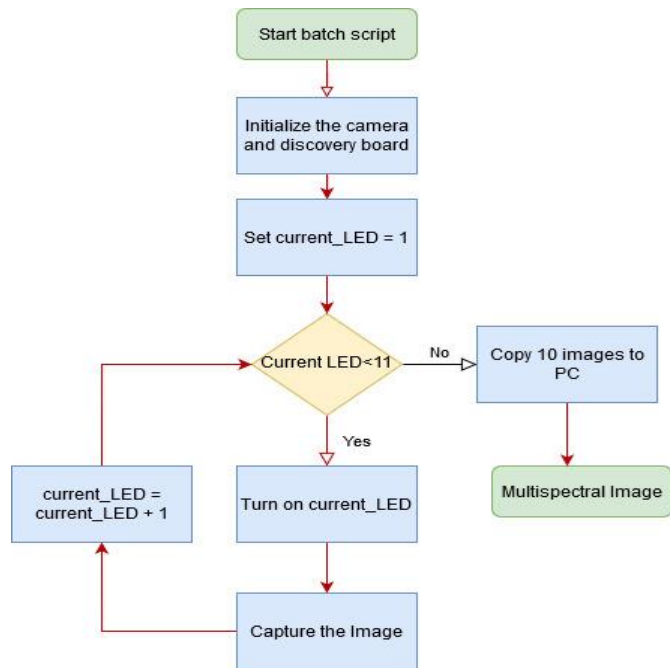 Start batch script
Initialize the camera
and discovery board
Set current_LED = 1
Current LED<11
No
Copy 10 images to
PC
Yes
Multispectral Image
Turn on current_LED
current_LED =
current_LED + 1
Capture the Image